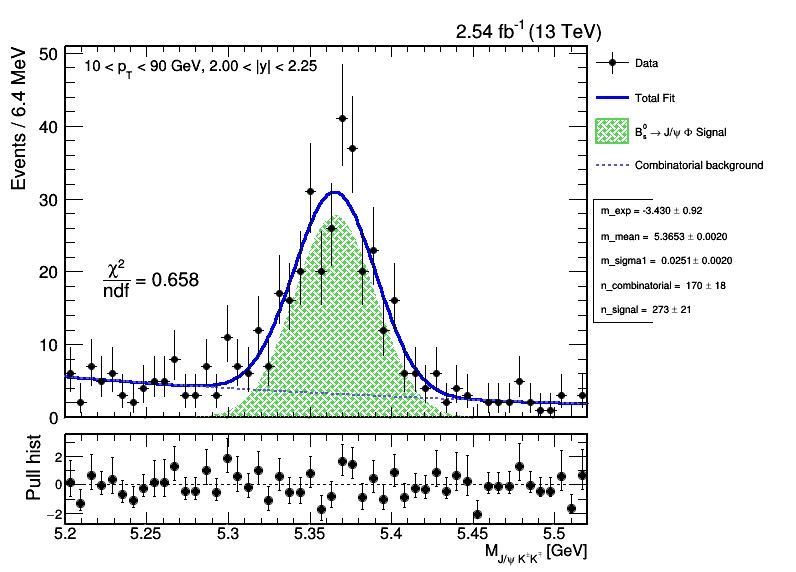 2.54 fb⁻¹ (13 TeV)
Events / 6.4 MeV
50
40
30
20
10
0
10 < p_T < 90 GeV, 2.00 < |y| < 2.25
χ²
ndf = 0.658
Data
Total Fit
B_s^0 → J/ψ Φ Signal
Combinatorial background
m_exp = -3.430 ± 0.92
m_mean = 5.3653 ± 0.0020
m_sigma1 = 0.0251 ± 0.0020
n_combinatorial = 170 ± 18
n_signal = 273 ± 21
Pull hist
2
0
−2
5.2 5.25 5.3 5.35 5.4 5.45 5.5
M_{J/ψ K^± K^∓} [GeV]